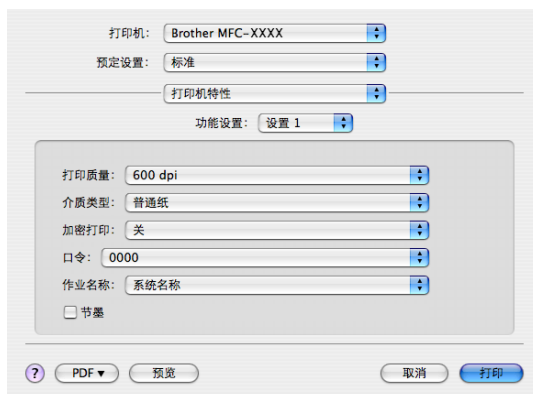 打印机： Brother MFC-XXXX
预定设置： 标准
打印机特性
功能设置： 设置 1
打印质量： 600 dpi
介质类型： 普通纸
加密打印： 关
口令： 0000
作业名称： 系统名称
节墨
? PDF▼ 预览 取消 打印